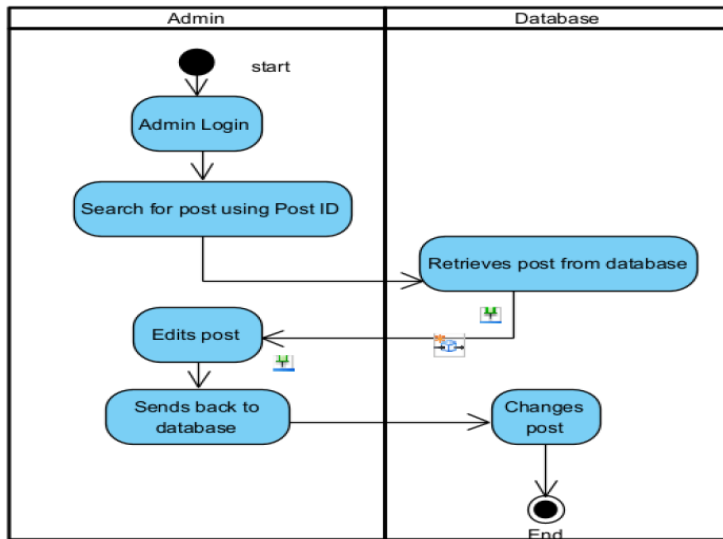 Admin
Database
start
Admin Login
Search for post using Post ID
Retrieves post from database
Edits post
Sends back to
database
Changes
post
End